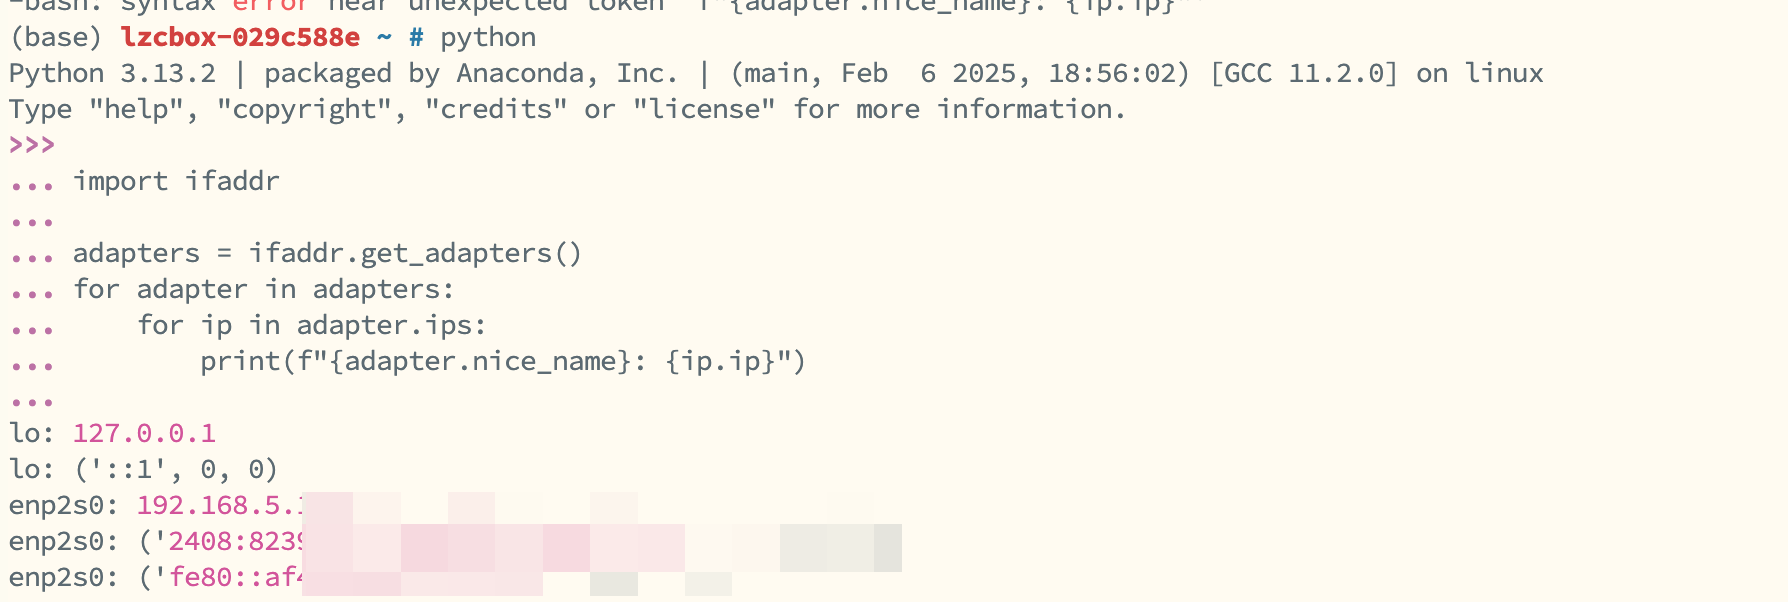 -bash: syntax error near unexpected token `f"{adapter.nice_name}: {ip.ip}"'
(base) lzcbox-029c588e ~ # python
Python 3.13.2 | packaged by Anaconda, Inc. | (main, Feb  6 2025, 18:56:02) [GCC 11.2.0] on linux
Type "help", "copyright", "credits" or "license" for more information.
>>>
... import ifaddr
...
... adapters = ifaddr.get_adapters()
... for adapter in adapters:
...     for ip in adapter.ips:
...         print(f"{adapter.nice_name}: {ip.ip}")
...
lo: 127.0.0.1
lo: ('::1', 0, 0)
enp2s0: 192.168.5.
enp2s0: ('2408:823
enp2s0: ('fe80::af